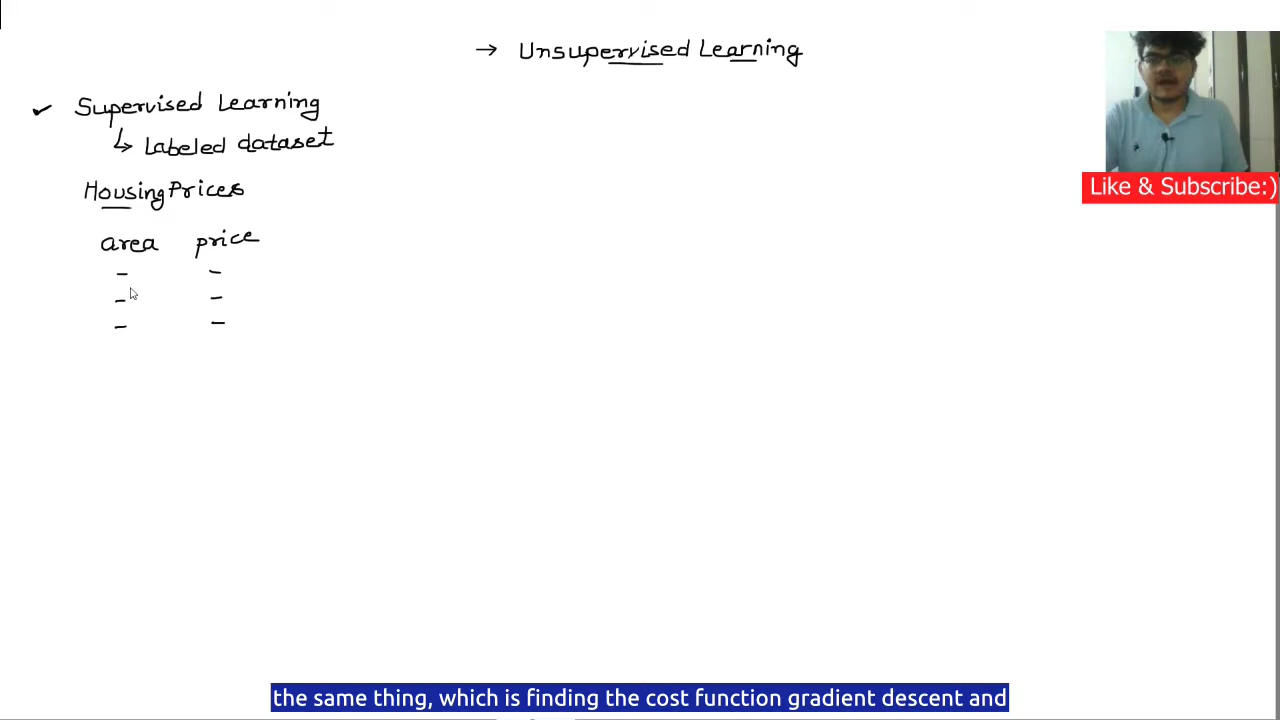 → Unsupervised Learning
✓ Supervised Learning
↳ Labeled dataset
Housing Prices
area price
- -
- -
- -
Like & Subscribe:)
the same thing, which is finding the cost function gradient descent and